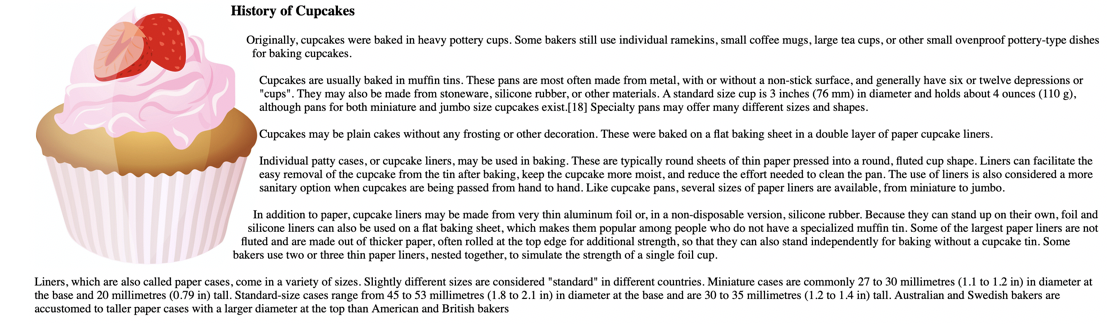 History of Cupcakes
Originally, cupcakes were baked in heavy pottery cups. Some bakers still use individual ramekins, small coffee mugs, large tea cups, or other small ovenproof pottery-type dishes
for baking cupcakes.
Cupcakes are usually baked in muffin tins. These pans are most often made from metal, with or without a non-stick surface, and generally have six or twelve depressions or
"cups". They may also be made from stoneware, silicone rubber, or other materials. A standard size cup is 3 inches (76 mm) in diameter and holds about 4 ounces (110 g),
although pans for both miniature and jumbo size cupcakes exist.[18] Specialty pans may offer many different sizes and shapes.
Cupcakes may be plain cakes without any frosting or other decoration. These were baked on a flat baking sheet in a double layer of paper cupcake liners.
Individual patty cases, or cupcake liners, may be used in baking. These are typically round sheets of thin paper pressed into a round, fluted cup shape. Liners can facilitate the
easy removal of the cupcake from the tin after baking, keep the cupcake more moist, and reduce the effort needed to clean the pan. The use of liners is also considered a more
sanitary option when cupcakes are being passed from hand to hand. Like cupcake pans, several sizes of paper liners are available, from miniature to jumbo.
In addition to paper, cupcake liners may be made from very thin aluminum foil or, in a non-disposable version, silicone rubber. Because they can stand up on their own, foil and
silicone liners can also be used on a flat baking sheet, which makes them popular among people who do not have a specialized muffin tin. Some of the largest paper liners are not
fluted and are made out of thicker paper, often rolled at the top edge for additional strength, so that they can also stand independently for baking without a cupcake tin. Some
bakers use two or three thin paper liners, nested together, to simulate the strength of a single foil cup.
Liners, which are also called paper cases, come in a variety of sizes. Slightly different sizes are considered "standard" in different countries. Miniature cases are commonly 27 to 30 millimetres (1.1 to 1.2 in) in diameter at
the base and 20 millimetres (0.79 in) tall. Standard-size cases range from 45 to 53 millimetres (1.8 to 2.1 in) in diameter at the base and are 30 to 35 millimetres (1.2 to 1.4 in) tall. Australian and Swedish bakers are
accustomed to taller paper cases with a larger diameter at the top than American and British bakers